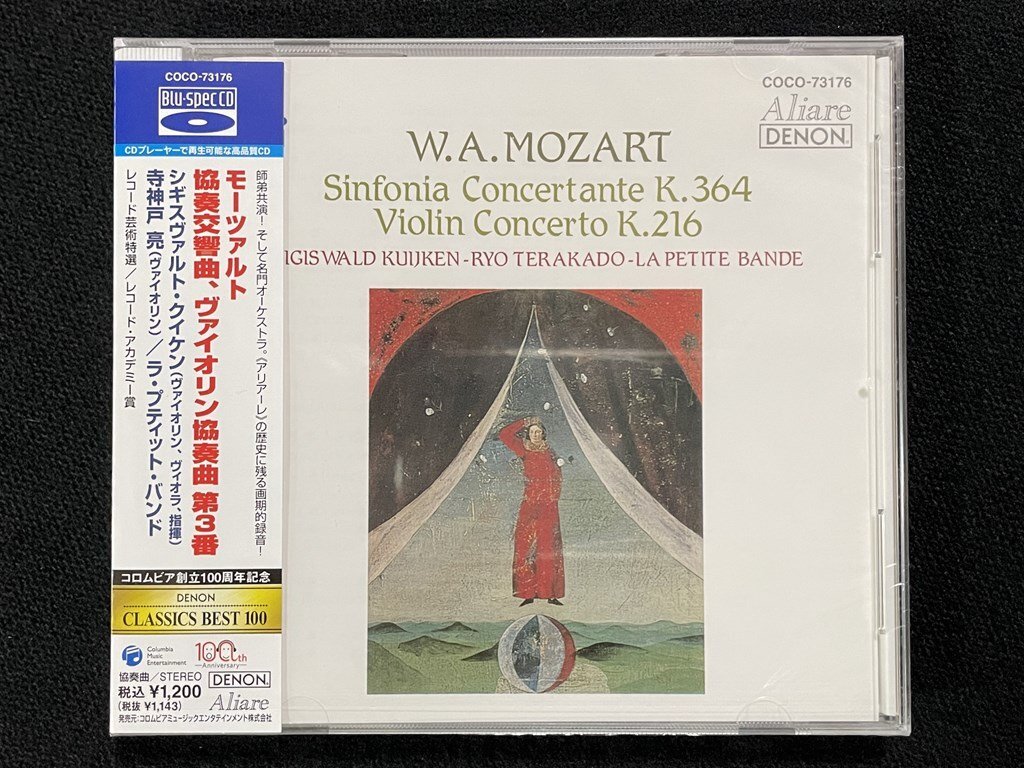 COCO-73176
Blu-spec CD
CDプレーヤーで再生可能な高品質CD
師弟共演！そして名門オーケストラ。《アリアーレ》の歴史に残る画期的録音！
モーツァルト
協奏交響曲、ヴァイオリン協奏曲 第3番
シギスヴァルト・クイケン(ヴァイオリン、ヴィオラ、指揮)
寺神戸 亮(ヴァイオリン)／ラ・プティット・バンド
レコード芸術特選／レコード・アカデミー賞
コロムビア創立100周年記念
DENON
CLASSICS BEST 100
Columbia
Music
Entertainment
100th
Anniversary
協奏曲／STEREO
税込 ¥1,200
(税抜 ¥1,143)
DENON
Aliare
発売元:コロムビアミュージックエンタテインメント株式会社
COCO-73176
Aliare
DENON
W. A. MOZART
Sinfonia Concertante K. 364
Violin Concerto K. 216
IGISWALD KUIJKEN - RYO TERAKADO - LA PETITE BANDE